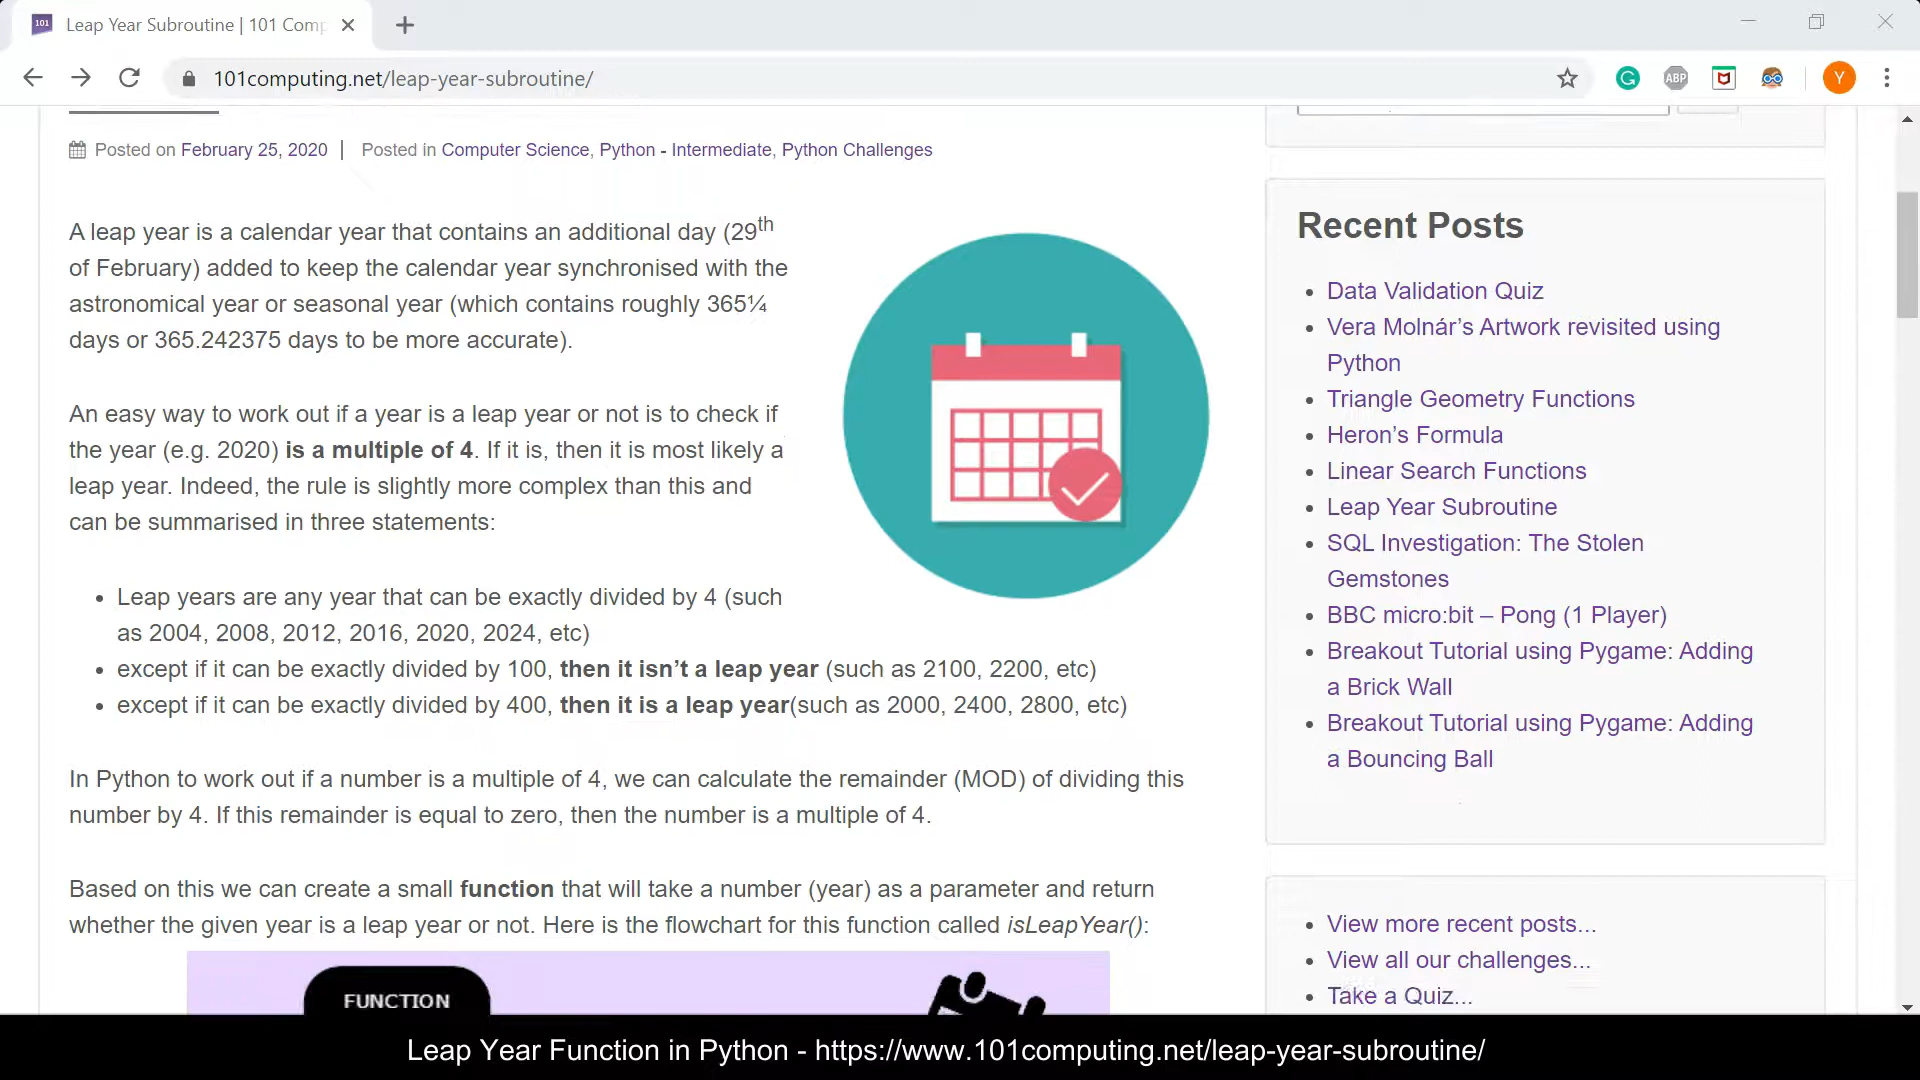 101
Leap Year Subroutine | 101 Comp
101computing.net/leap-year-subroutine/
ABP
Y
Posted on February 25, 2020 | Posted in Computer Science, Python - Intermediate, Python Challenges
A leap year is a calendar year that contains an additional day (29th
of February) added to keep the calendar year synchronised with the
astronomical year or seasonal year (which contains roughly 365¼
days or 365.242375 days to be more accurate).
An easy way to work out if a year is a leap year or not is to check if
the year (e.g. 2020) is a multiple of 4. If it is, then it is most likely a
leap year. Indeed, the rule is slightly more complex than this and
can be summarised in three statements:
• Leap years are any year that can be exactly divided by 4 (such
as 2004, 2008, 2012, 2016, 2020, 2024, etc)
• except if it can be exactly divided by 100, then it isn’t a leap year (such as 2100, 2200, etc)
• except if it can be exactly divided by 400, then it is a leap year(such as 2000, 2400, 2800, etc)
In Python to work out if a number is a multiple of 4, we can calculate the remainder (MOD) of dividing this
number by 4. If this remainder is equal to zero, then the number is a multiple of 4.
Based on this we can create a small function that will take a number (year) as a parameter and return
whether the given year is a leap year or not. Here is the flowchart for this function called isLeapYear():
FUNCTION
Recent Posts
• Data Validation Quiz
• Vera Molnár’s Artwork revisited using
Python
• Triangle Geometry Functions
• Heron’s Formula
• Linear Search Functions
• Leap Year Subroutine
• SQL Investigation: The Stolen
Gemstones
• BBC micro:bit – Pong (1 Player)
• Breakout Tutorial using Pygame: Adding
a Brick Wall
• Breakout Tutorial using Pygame: Adding
a Bouncing Ball
• View more recent posts...
• View all our challenges...
• Take a Quiz...
Leap Year Function in Python - https://www.101computing.net/leap-year-subroutine/